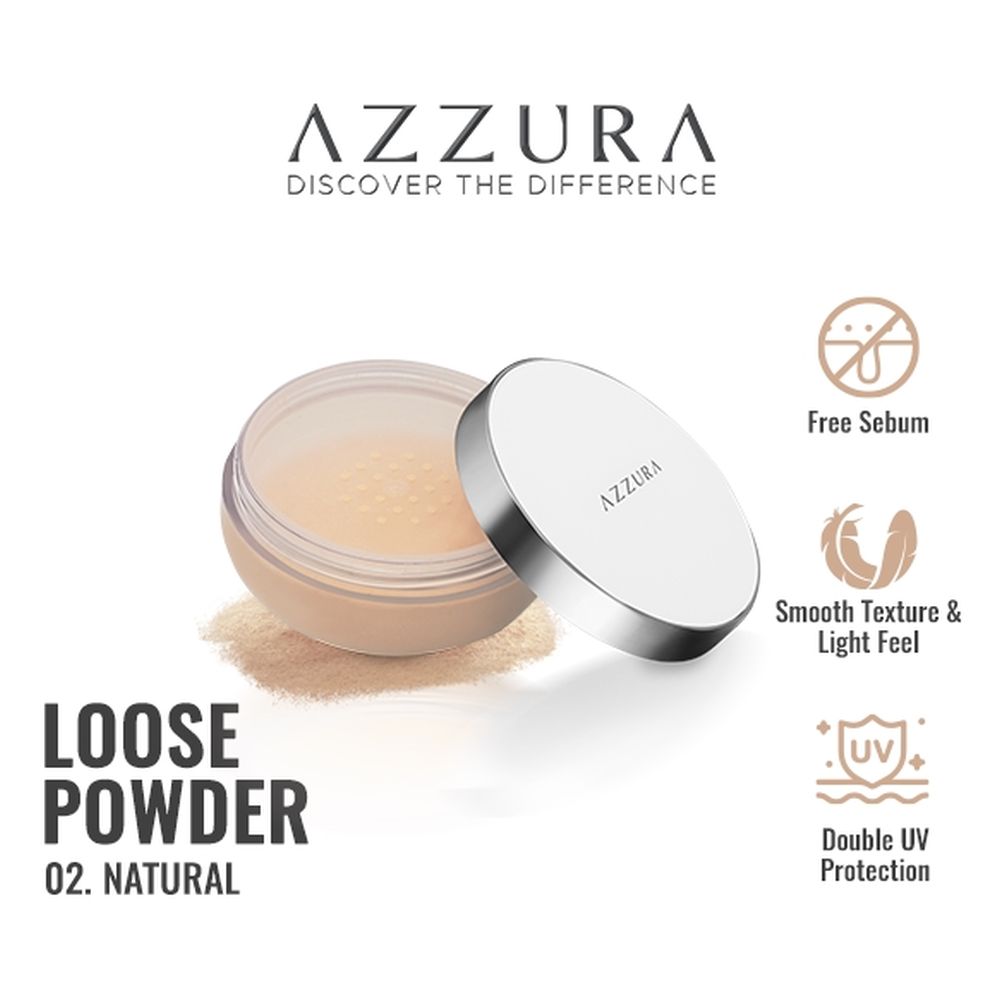 AZZURA
DISCOVER THE DIFFERENCE
AZZURA
Free Sebum
Smooth Texture &
Light Feel
UV
Double UV
Protection
LOOSE
POWDER
02. NATURAL